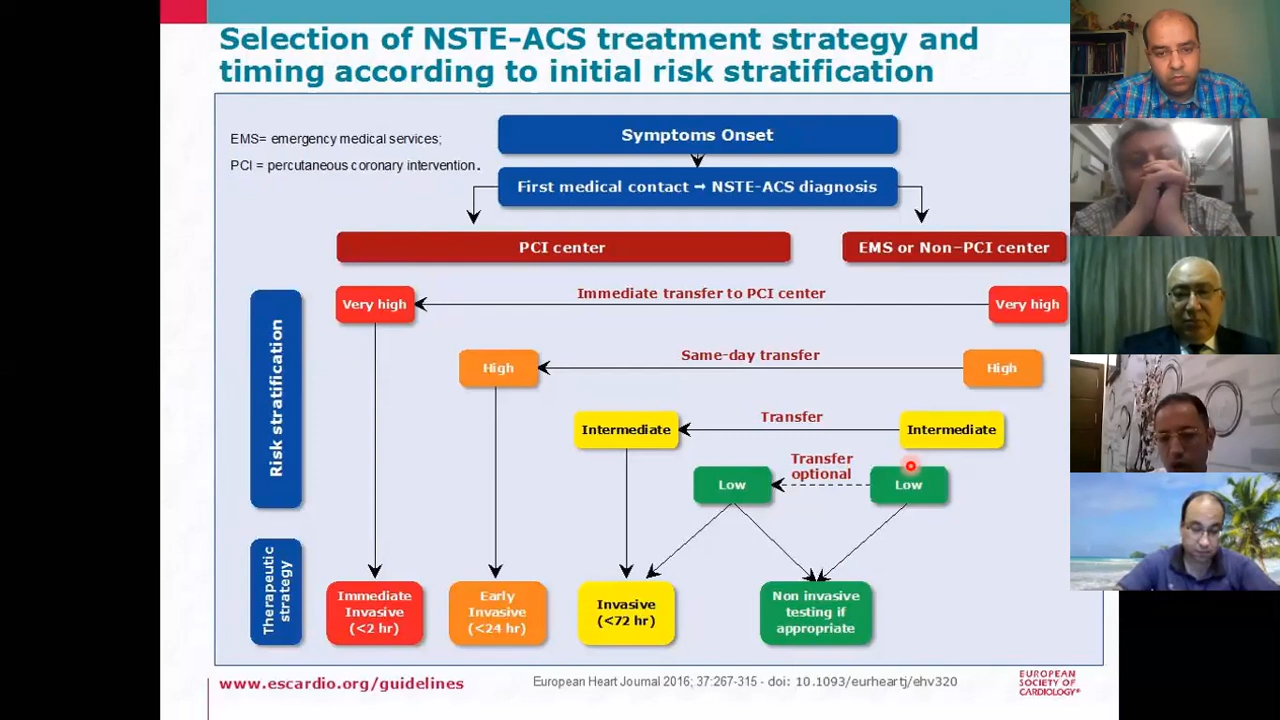 Selection of NSTE-ACS treatment strategy and
timing according to initial risk stratification
EMS= emergency medical services;
PCI = percutaneous coronary intervention.
Symptoms Onset
First medical contact → NSTE-ACS diagnosis
PCI center
EMS or Non-PCI center
Very high
Immediate transfer to PCI center
Very high
High
Same-day transfer
High
Intermediate
Transfer
Intermediate
Low
Transfer
optional
Low
Risk stratification
Therapeutic
strategy
Immediate
Invasive
(<2 hr)
Early
Invasive
(<24 hr)
Invasive
(<72 hr)
Non invasive
testing if
appropriate
www.escardio.org/guidelines
European Heart Journal 2016; 37:267-315 - doi: 10.1093/eurheartj/ehv320
EUROPEAN
SOCIETY OF
CARDIOLOGY®